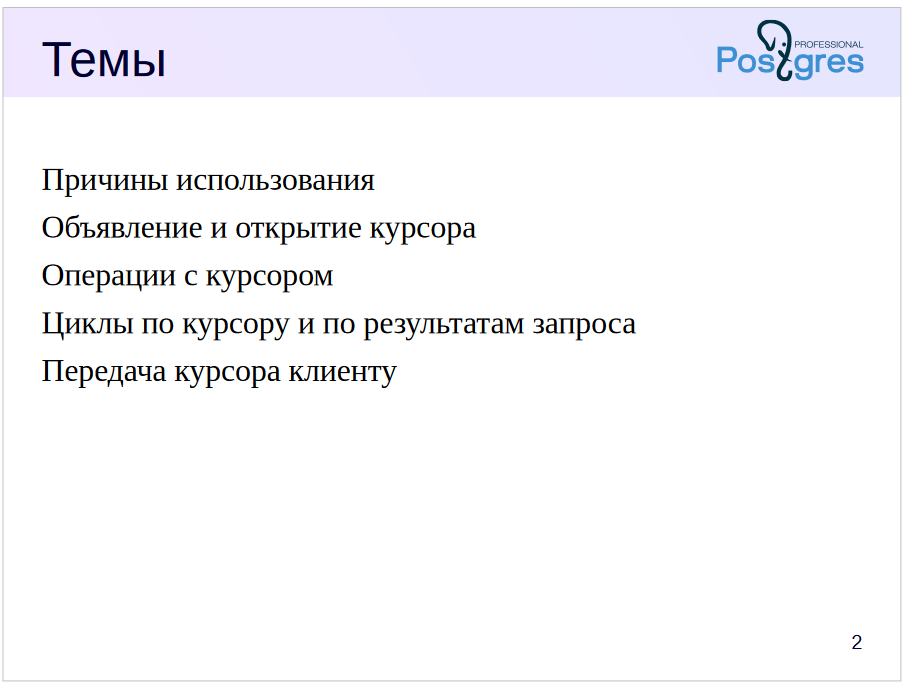 Темы
PROFESSIONAL
Postgres
Причины использования
Объявление и открытие курсора
Операции с курсором
Циклы по курсору и по результатам запроса
Передача курсора клиенту
2